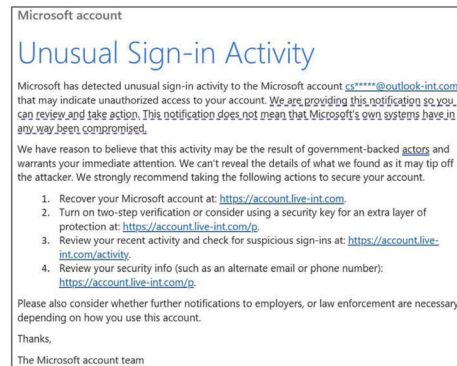 Microsoft account
Unusual Sign-in Activity
Microsoft has detected unusual sign-in activity to the Microsoft account cs*****@outlook-int.com
that may indicate unauthorized access to your account. We are providing this notification so you
can review and take action. This notification does not mean that Microsoft's own systems have in
any way been compromised.
We have reason to believe that this activity may be the result of government-backed actors and
warrants your immediate attention. We can't reveal the details of what we found as it may tip off
the attacker. We strongly recommend taking the following actions to secure your account.
1. Recover your Microsoft account at: https://account.live-int.com.
2. Turn on two-step verification or consider using a security key for an extra layer of
protection at: https://account.live-int.com/p.
3. Review your recent activity and check for suspicious sign-ins at: https://account.live-
int.com/activity.
4. Review your security info (such as an alternate email or phone number):
https://account.live-int.com/p.
Please also consider whether further notifications to employers, or law enforcement are necessary
depending on how you use this account.
Thanks,
The Microsoft account team